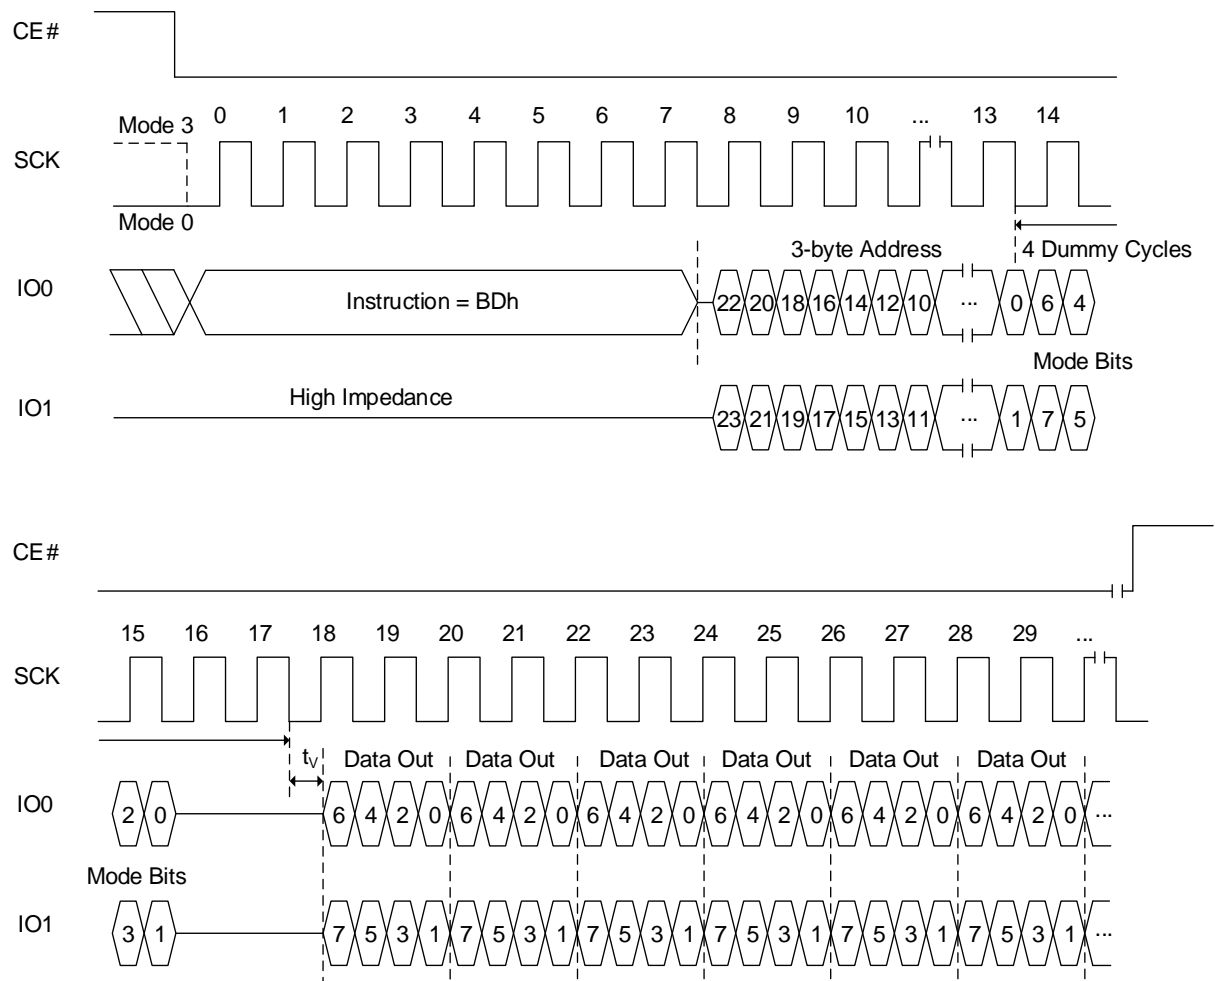 CE#
0 1 2 3 4 5 6 7 8 9 10 ... 13 14
Mode 3
SCK
Mode 0
3-byte Address 4 Dummy Cycles
IO0 Instruction = BDh 22 20 18 16 14 12 10 ... 0 6 4
Mode Bits
IO1 High Impedance 23 21 19 17 15 13 11 ... 1 7 5
CE#
15 16 17 18 19 20 21 22 23 24 25 26 27 28 29 ...
SCK
tV Data Out Data Out Data Out Data Out Data Out Data Out
IO0 2 0 6 4 2 0 6 4 2 0 6 4 2 0 6 4 2 0 6 4 2 0 6 4 2 0 ...
Mode Bits
IO1 3 1 7 5 3 1 7 5 3 1 7 5 3 1 7 5 3 1 7 5 3 1 7 5 3 1 ...